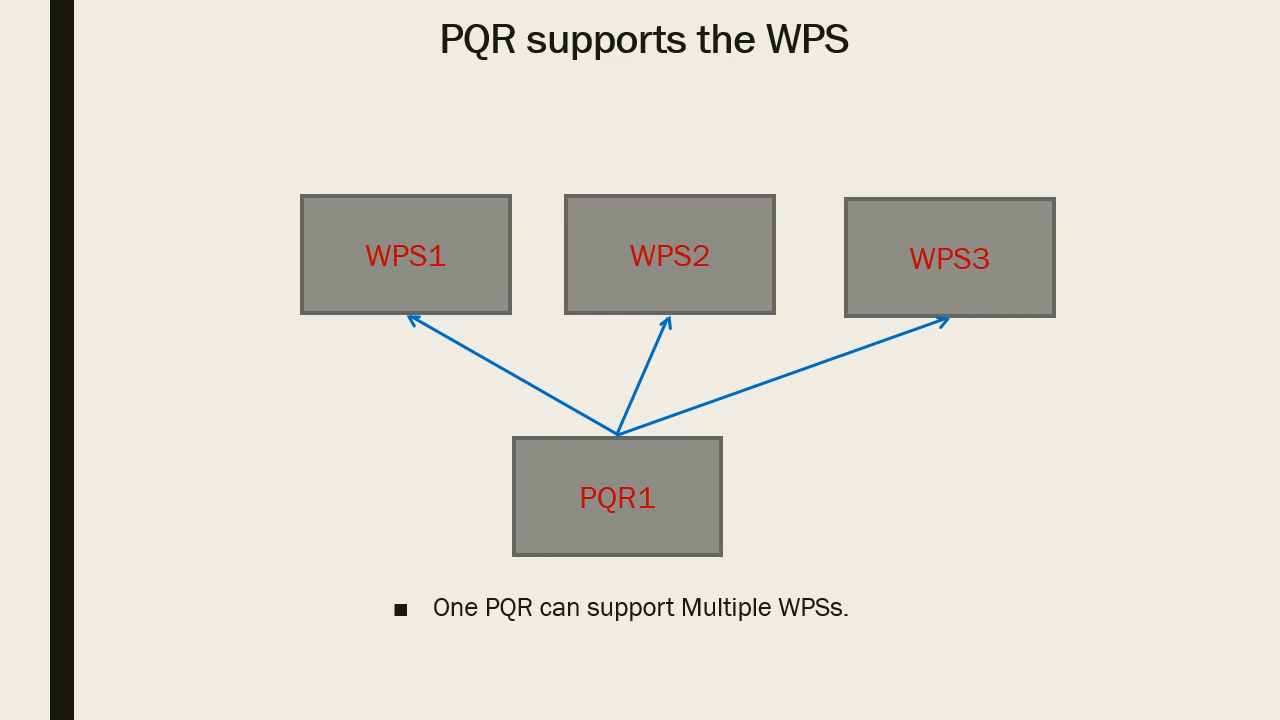 PQR supports the WPS
WPS1
WPS2
WPS3
PQR1
■ One PQR can support Multiple WPSs.